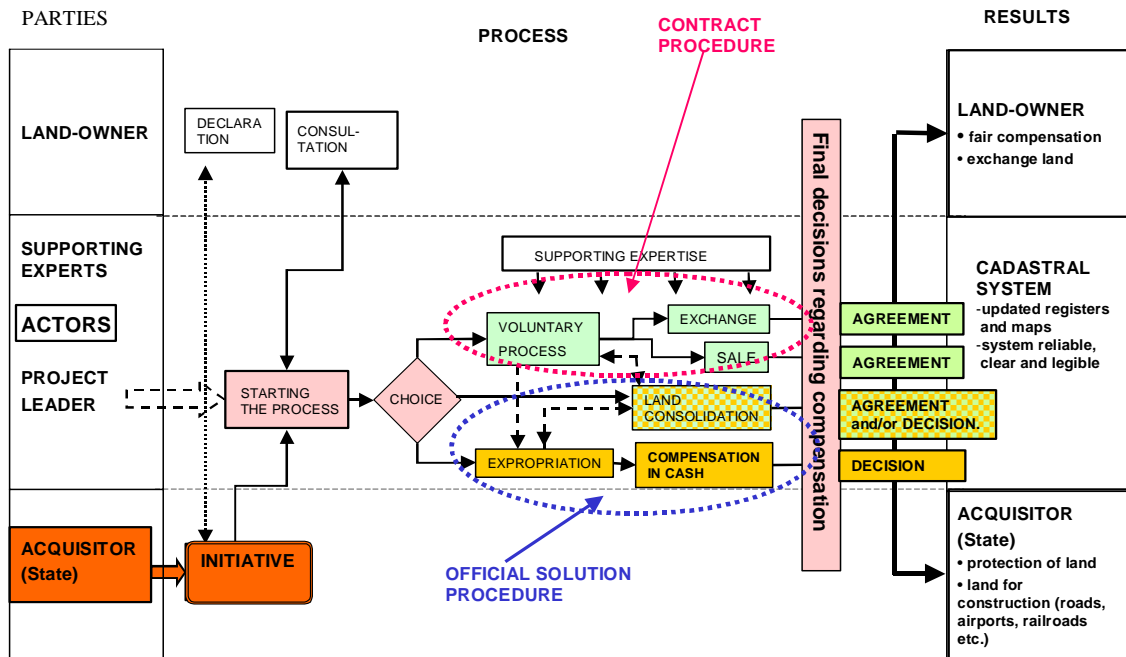 PARTIES
PROCESS
CONTRACT
PROCEDURE
RESULTS
LAND-OWNER
DECLARA
TION
CONSUL-
TATION
Final decisions regarding compensation
LAND-OWNER
• fair compensation
• exchange land
SUPPORTING
EXPERTS
ACTORS
PROJECT
LEADER
SUPPORTING EXPERTISE
VOLUNTARY
PROCESS
EXCHANGE
SALE
STARTING
THE PROCESS
CHOICE
LAND
CONSOLIDATION
EXPROPRIATION
COMPENSATION
IN CASH
AGREEMENT
AGREEMENT
AGREEMENT
and/or DECISION.
DECISION
CADASTRAL
SYSTEM
-updated registers
and maps
-system reliable,
clear and legible
ACQUISITOR
(State)
INITIATIVE
OFFICIAL SOLUTION
PROCEDURE
ACQUISITOR
(State)
• protection of land
• land for
construction (roads,
airports, railroads
etc.)